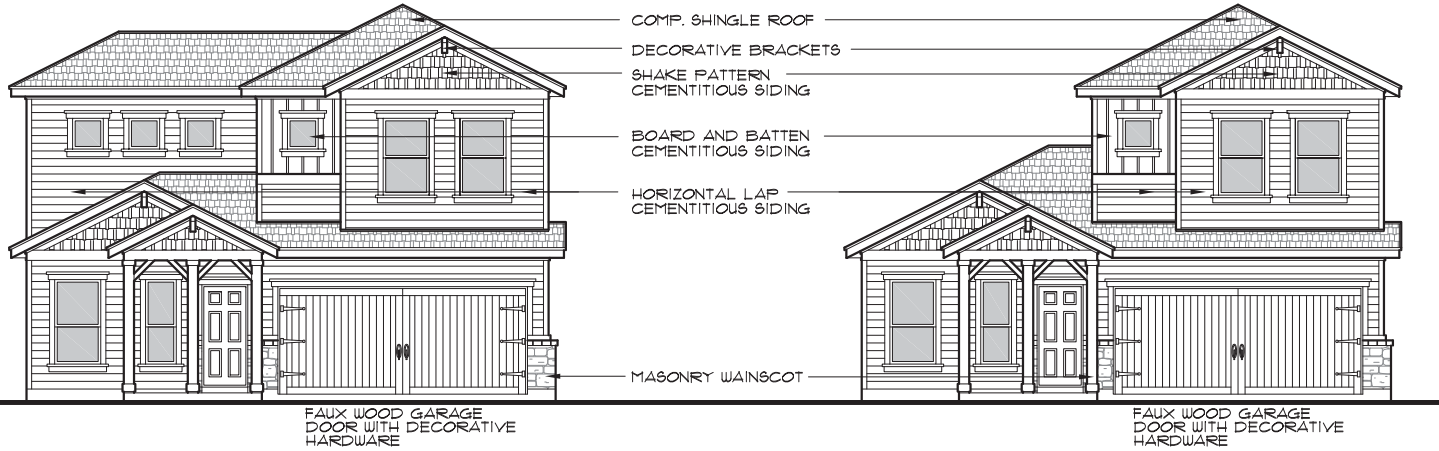 COMP. SHINGLE ROOF
DECORATIVE BRACKETS
SHAKE PATTERN
CEMENTITIOUS SIDING
BOARD AND BATTEN
CEMENTITIOUS SIDING
HORIZONTAL LAP
CEMENTITIOUS SIDING
MASONRY WAINSCOT
FAUX WOOD GARAGE
DOOR WITH DECORATIVE
HARDWARE
FAUX WOOD GARAGE
DOOR WITH DECORATIVE
HARDWARE